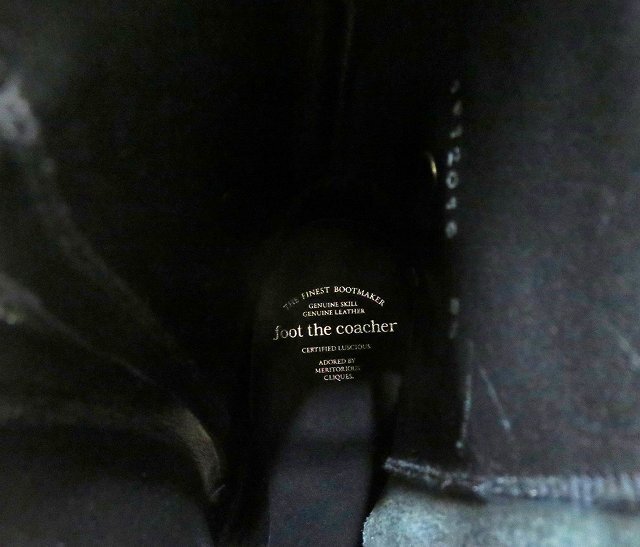 THE FINEST BOOTMAKER
GENUINE SKILL
GENUINE LEATHER
foot the coacher
CERTIFIED LUSCIOUS
ADORED BY
MERITORIOUS
CLIQUES.